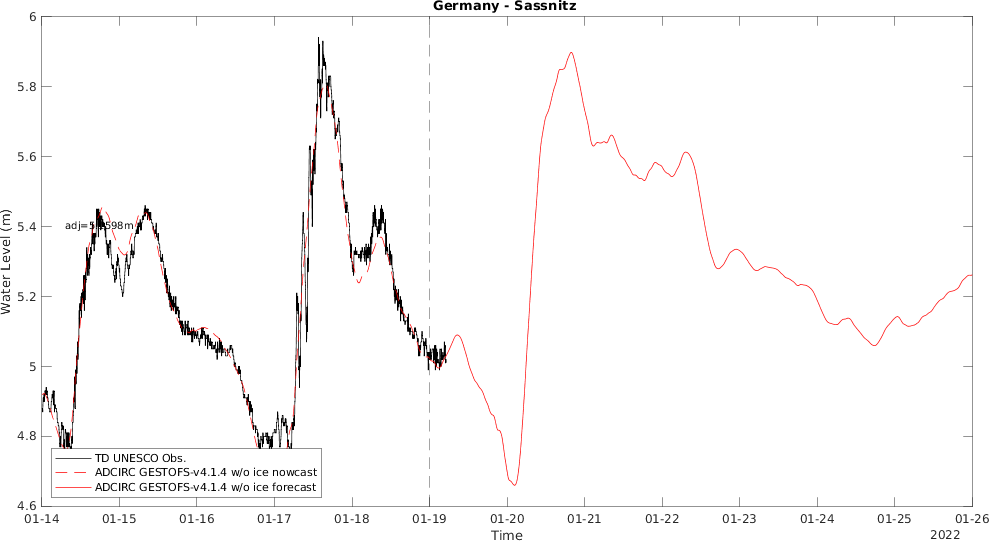 Germany - Sassnitz
6
5.8
5.6
5.4
5.2
5
4.8
4.6
Water Level (m)
TD UNESCO Obs.
ADCIRC GESTOFS-v4.1.4 w/o ice nowcast
ADCIRC GESTOFS-v4.1.4 w/o ice forecast
01-14 01-15 01-16 01-17 01-18 01-19 01-20 01-21 01-22 01-23 01-24 01-25 01-26
Time
2022